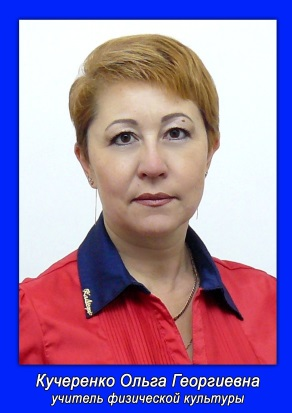 Кучеренко Ольга Георгиевна
учитель физической культуры